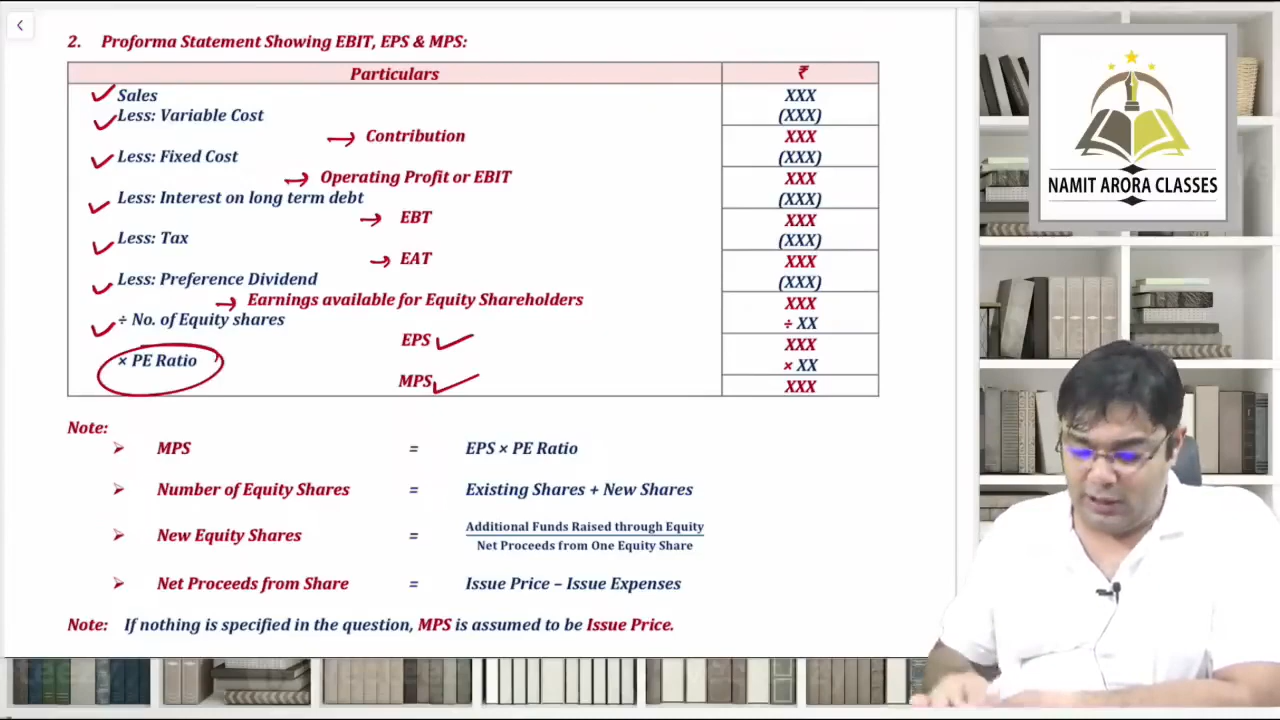 2. Proforma Statement Showing EBIT, EPS & MPS:
Particulars ₹
Sales XXX
Less: Variable Cost (XXX)
Contribution XXX
Less: Fixed Cost (XXX)
Operating Profit or EBIT XXX
Less: Interest on long term debt (XXX)
EBT XXX
Less: Tax (XXX)
EAT XXX
Less: Preference Dividend (XXX)
Earnings available for Equity Shareholders XXX
÷ No. of Equity shares ÷ XX
EPS XXX
× PE Ratio × XX
MPS XXX
Note:
➢ MPS = EPS × PE Ratio
➢ Number of Equity Shares = Existing Shares + New Shares
➢ New Equity Shares = Additional Funds Raised through Equity
Net Proceeds from One Equity Share
➢ Net Proceeds from Share = Issue Price – Issue Expenses
Note: If nothing is specified in the question, MPS is assumed to be Issue Price.
NAMIT ARORA CLASSES